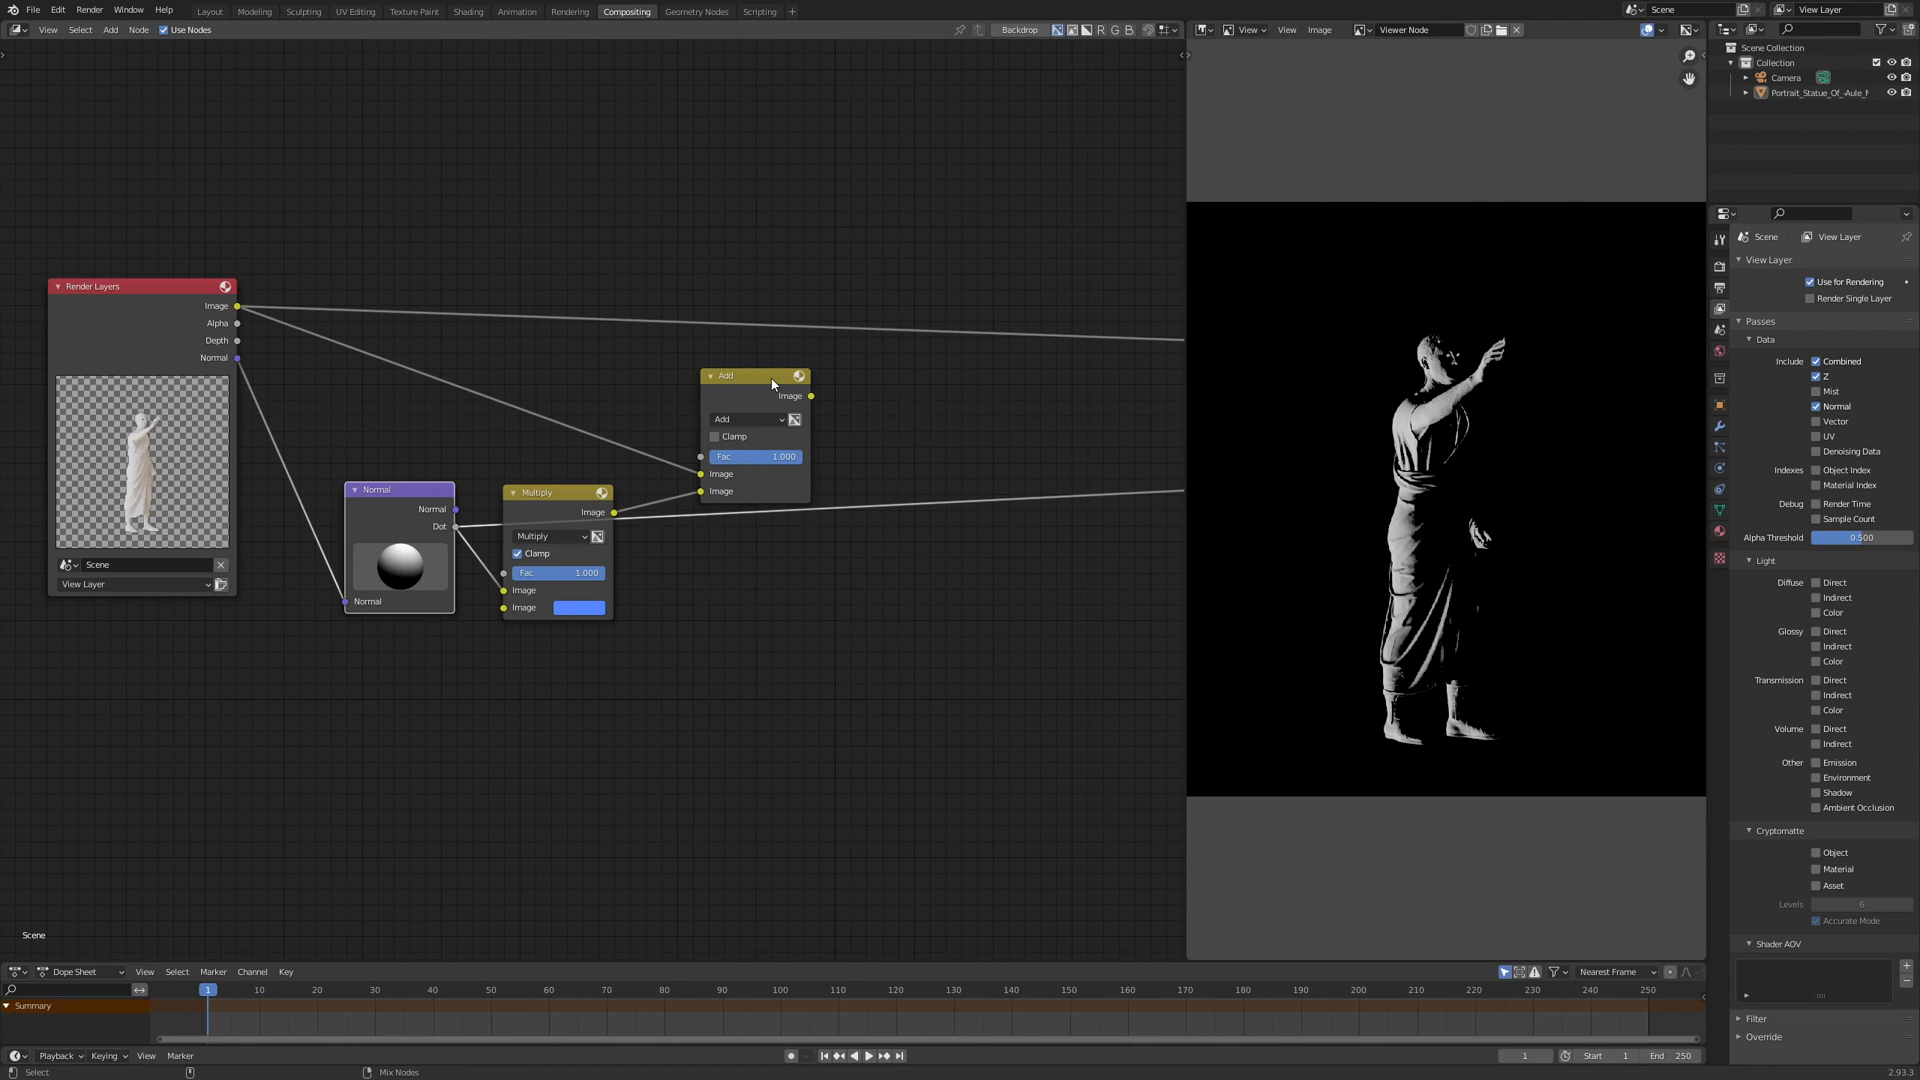 File Edit Render Window Help Layout Modeling Sculpting UV Editing Texture Paint Shading Animation Rendering Compositing Geometry Nodes Scripting + Scene View Layer
View Select Add Node Use Nodes Backdrop R G B View View Image Viewer Node
Scene Collection
Collection
Camera
Portrait_Statue_Of_-Aule_
Scene View Layer
View Layer
Use for Rendering
Render Single Layer
Passes
Data
Include Combined
Z
Mist
Normal
Vector
UV
Denoising Data
Indexes Object Index
Material Index
Debug Render Time
Sample Count
Alpha Threshold 0.500
Light
Diffuse Direct
Indirect
Color
Glossy Direct
Indirect
Color
Transmission Direct
Indirect
Color
Volume Direct
Indirect
Other Emission
Environment
Shadow
Ambient Occlusion
Cryptomatte
Object
Material
Asset
Levels 6
Accurate Mode
Shader AOV
Filter
Override
Render Layers
Image
Alpha
Depth
Normal
Scene
View Layer
Normal
Normal
Dot
Normal
Multiply
Image
Multiply
Clamp
Fac 1.000
Image
Image
Add
Image
Add
Clamp
Fac 1.000
Image
Image
Scene
Dope Sheet View Select Marker Channel Key Nearest Frame
1 10 20 30 40 50 60 70 80 90 100 110 120 130 140 150 160 170 180 190 200 210 220 230 240 250
Summary
Playback Keying View Marker 1 Start 1 End 250
Select Mix Nodes 2.93.3